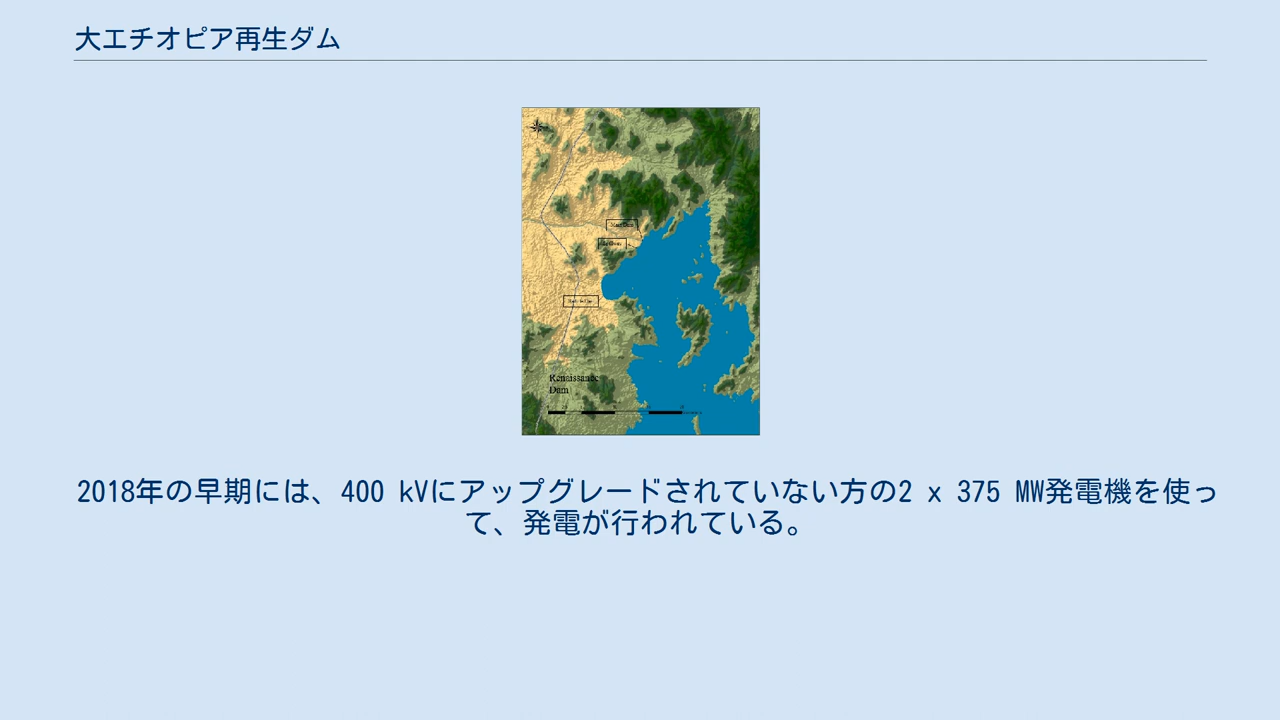 大エチオピア再生ダム
Renaissance
Dam
2018年の早期には、400 kVにアップグレードされていない方の2 x 375 MW発電機を使っ
て、発電が行われている。